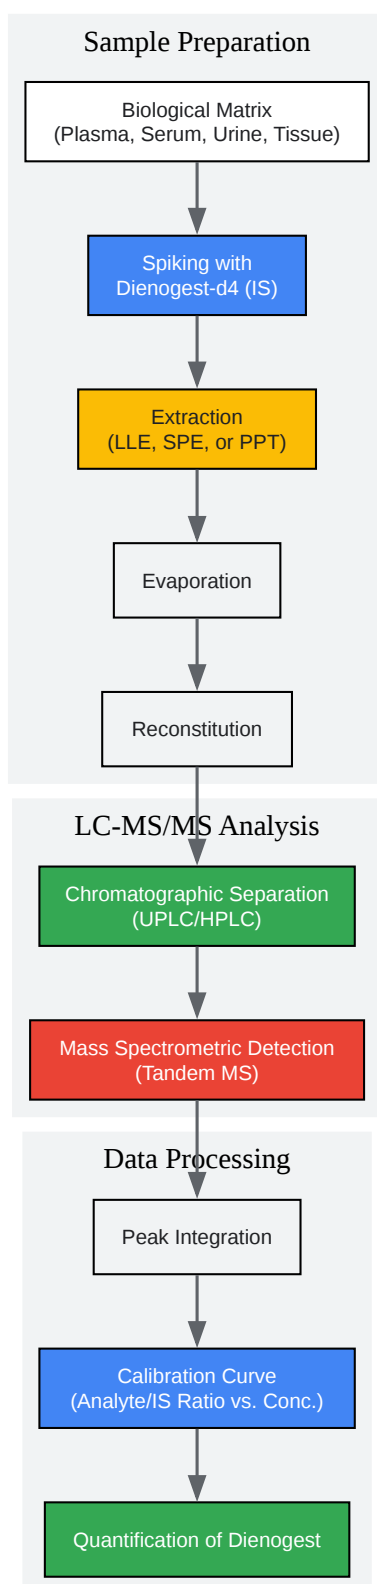 Sample Preparation
Biological Matrix
(Plasma, Serum, Urine, Tissue)
Spiking with
Dienogest-d4 (IS)
Extraction
(LLE, SPE, or PPT)
Evaporation
Reconstitution
LC-MS/MS Analysis
Chromatographic Separation
(UPLC/HPLC)
Mass Spectrometric Detection
(Tandem MS)
Data Processing
Peak Integration
Calibration Curve
(Analyte/IS Ratio vs. Conc.)
Quantification of Dienogest